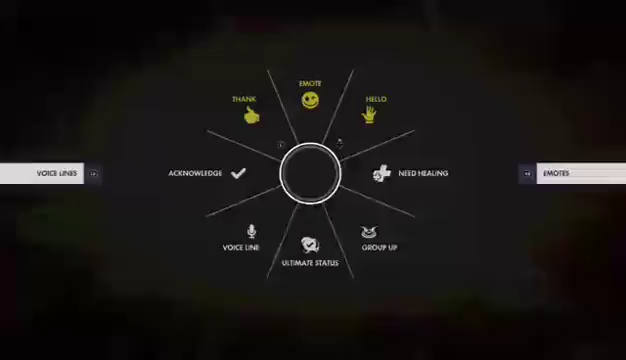 EMOTE
THANK
HELLO
VOICE LINES
ACKNOWLEDGE
NEED HEALING
EMOTES
VOICE LINE
GROUP UP
ULTIMATE STATUS